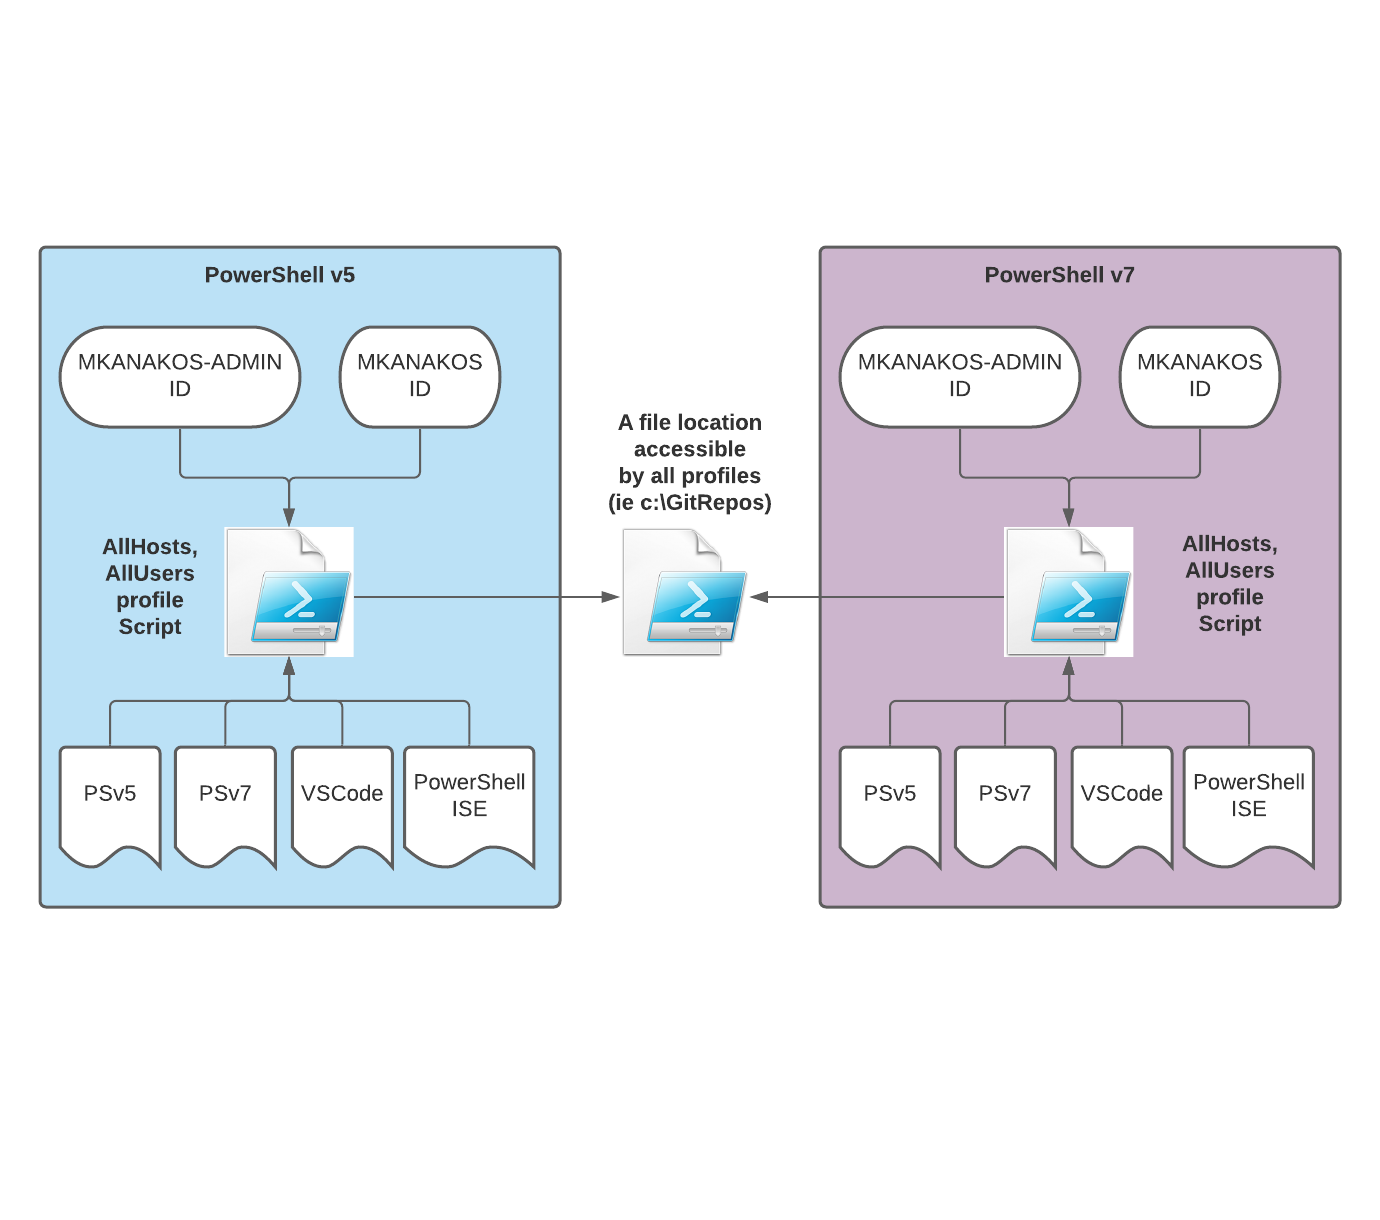 PowerShell v5
MKANAKOS-ADMIN
ID
MKANAKOS
ID
AllHosts,
AllUsers
profile
Script
PSv5
PSv7
VSCode
PowerShell
ISE
A file location
accessible
by all profiles
(ie c:\GitRepos)
PowerShell v7
MKANAKOS-ADMIN
ID
MKANAKOS
ID
AllHosts,
AllUsers
profile
Script
PSv5
PSv7
VSCode
PowerShell
ISE